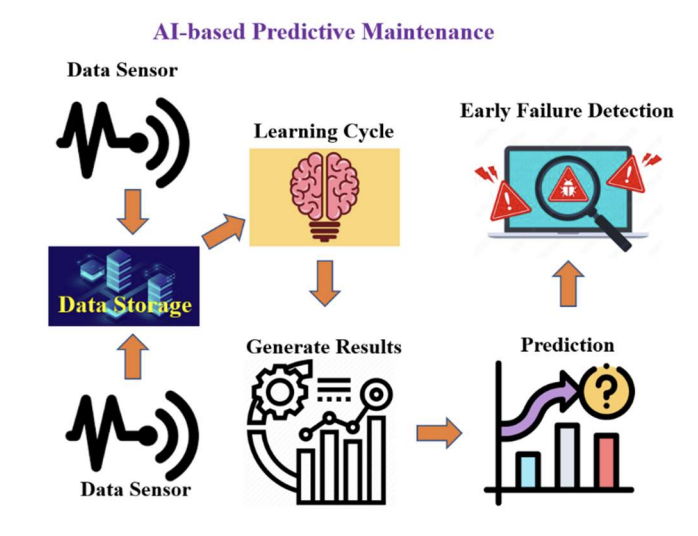 AI-based Predictive Maintenance
Data Sensor
Learning Cycle
Early Failure Detection
Data Storage
Generate Results
Prediction
Data Sensor